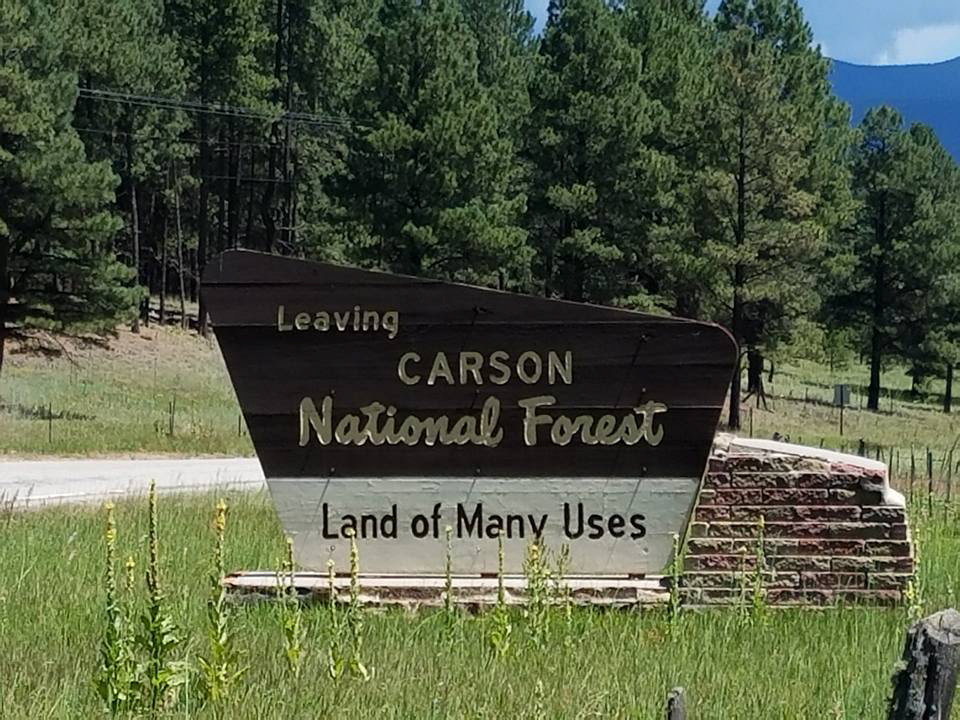 Leaving
CARSON
National Forest
Land of Many Uses